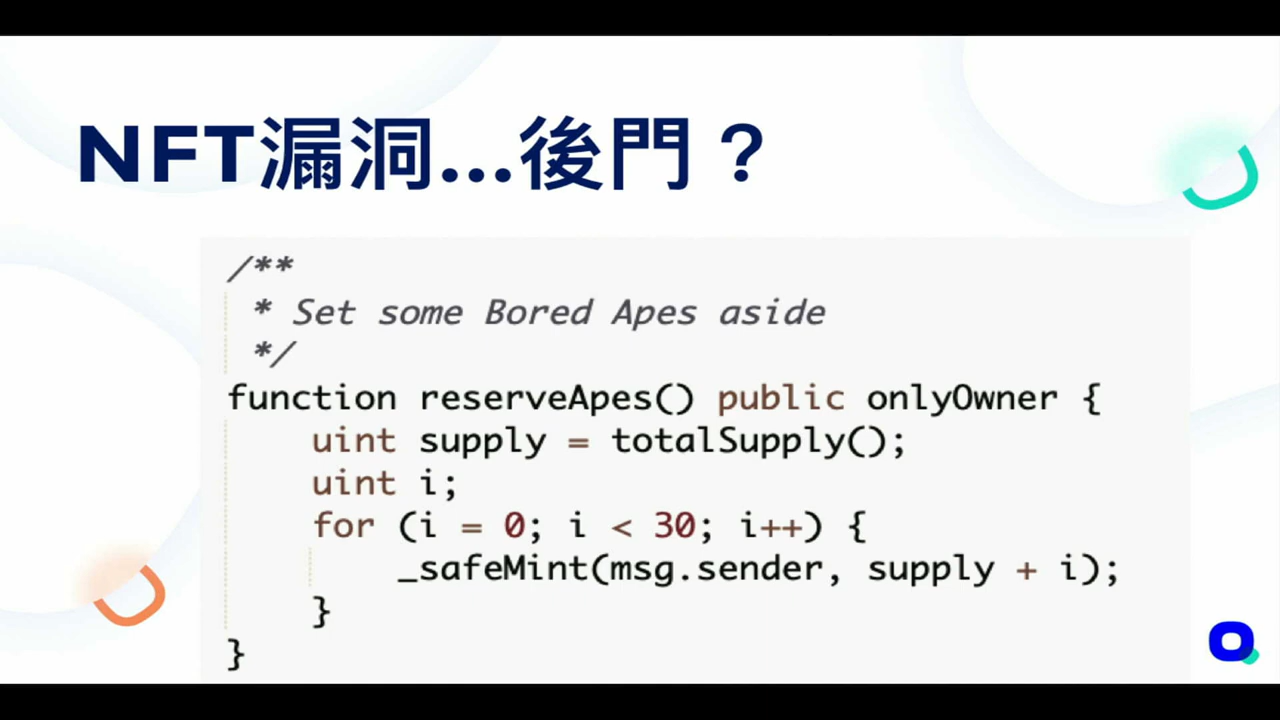 NFT漏洞...後門？
/**
 * Set some Bored Apes aside
 */
function reserveApes() public onlyOwner {
    uint supply = totalSupply();
    uint i;
    for (i = 0; i < 30; i++) {
        _safeMint(msg.sender, supply + i);
    }
}